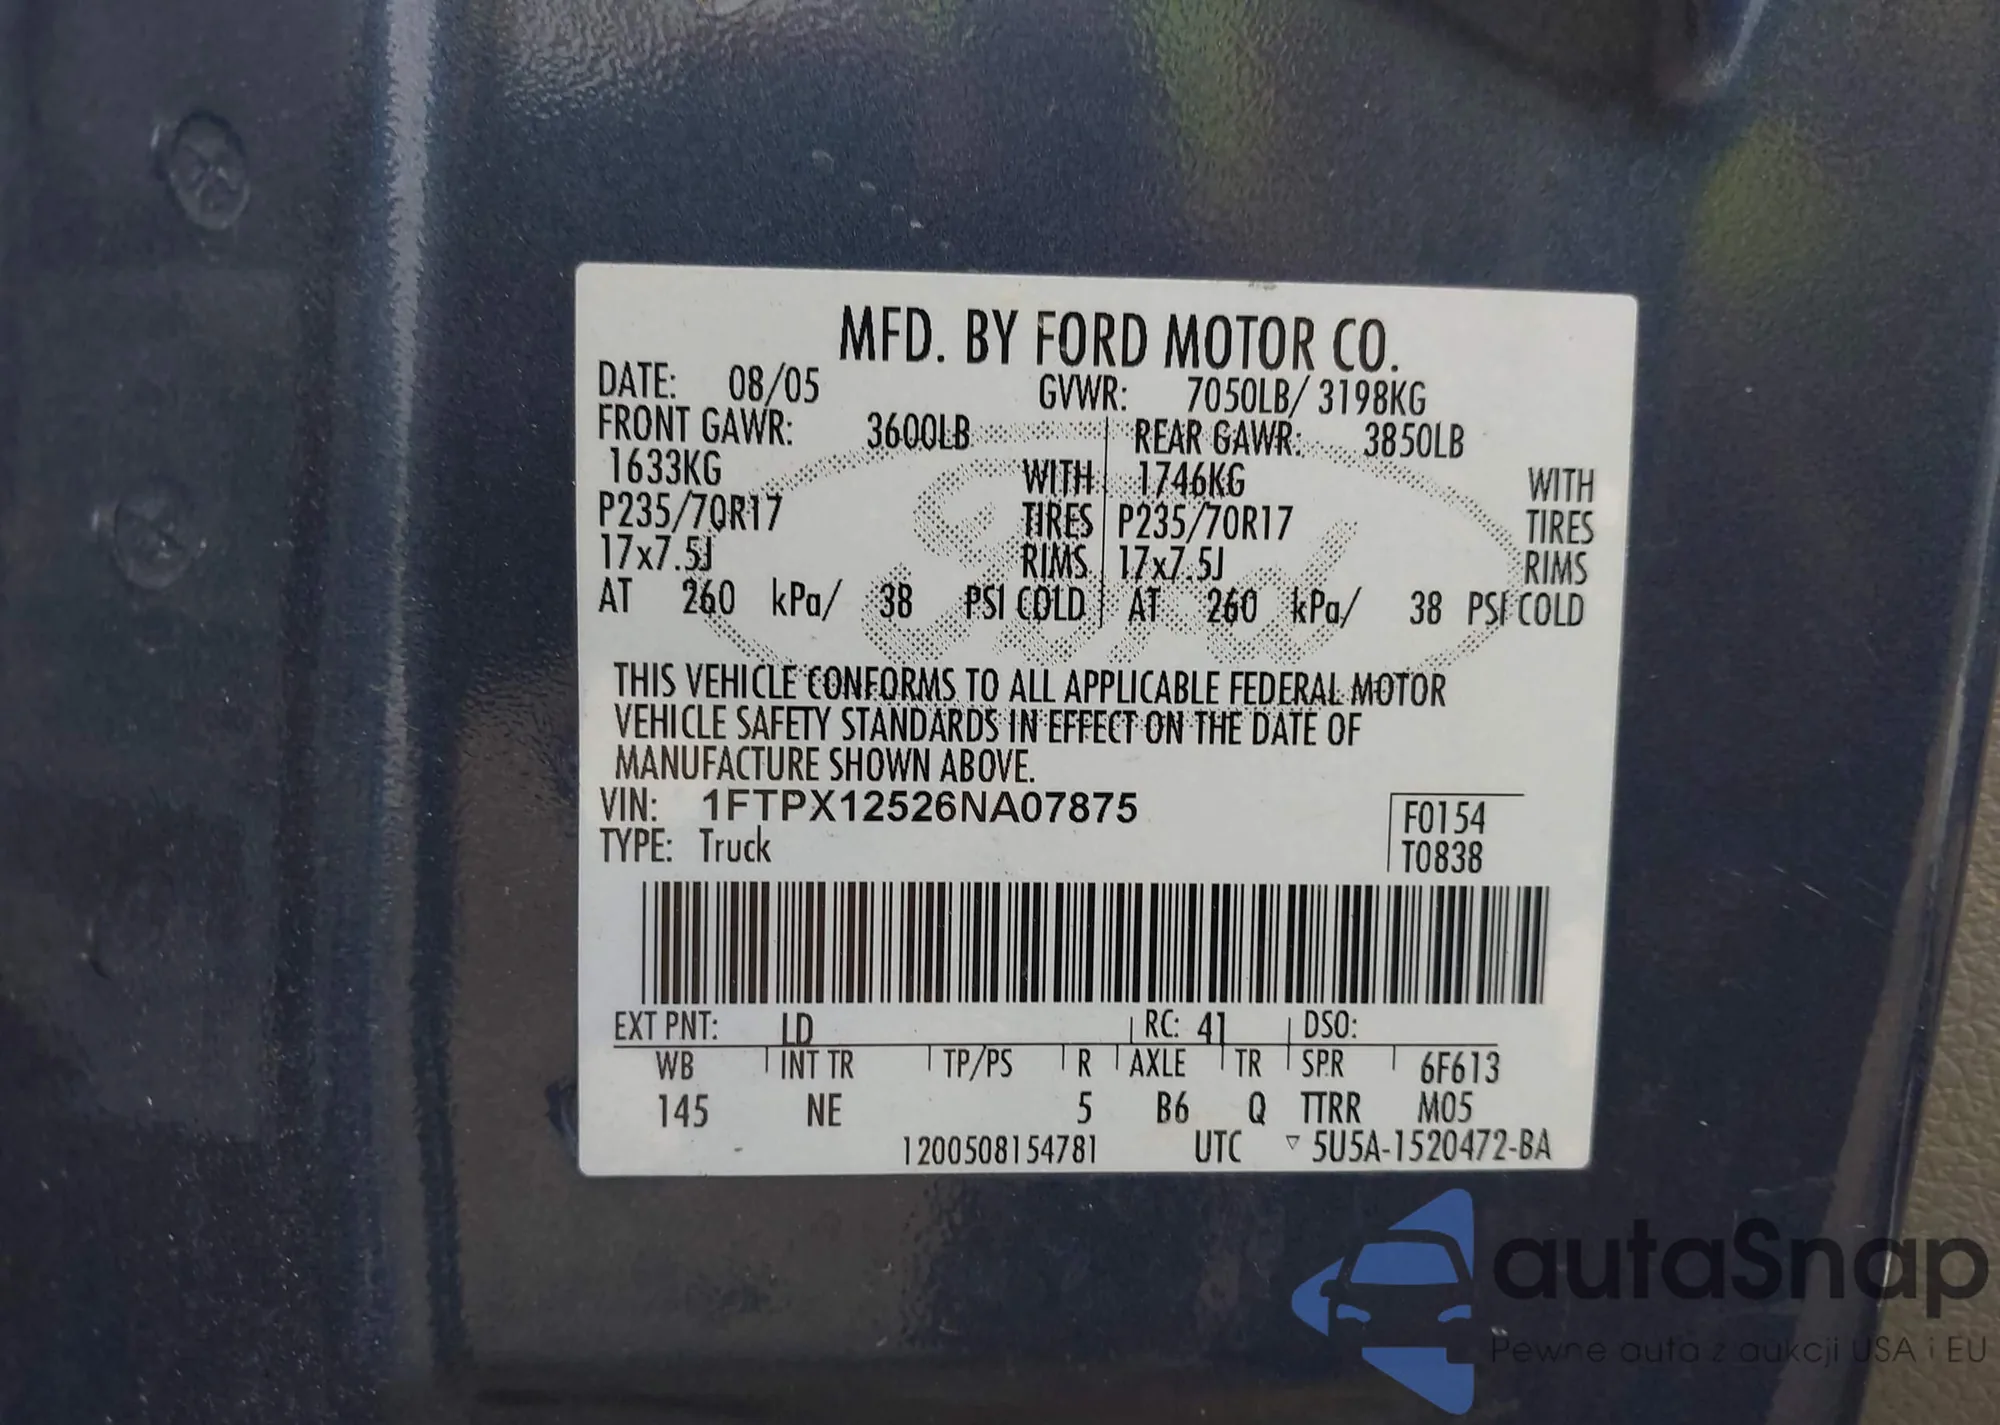 MFD. BY FORD MOTOR CO.
DATE: 08/05 GVWR: 7050LB/ 3198KG
FRONT GAWR: 3600LB REAR GAWR: 3850LB
1633KG WITH 1746KG WITH
P235/70R17 TIRES P235/70R17 TIRES
17x7.5J RIMS 17x7.5J RIMS
AT 260 kPa/ 38 PSI COLD AT 260 kPa/ 38 PSI COLD
Ford
THIS VEHICLE CONFORMS TO ALL APPLICABLE FEDERAL MOTOR
VEHICLE SAFETY STANDARDS IN EFFECT ON THE DATE OF
MANUFACTURE SHOWN ABOVE.
VIN: 1FTPX12526NA07875 F0154
TYPE: Truck T0838
EXT PNT: LD RC: 41 DSO:
WB INT TR TP/PS R AXLE TR SPR 6F613
145 NE 5 B6 Q TTRR M05
1200508154781 UTC ▽ 5U5A-1520472-BA
autaSnap
Pewne auta z aukcji USA i EU